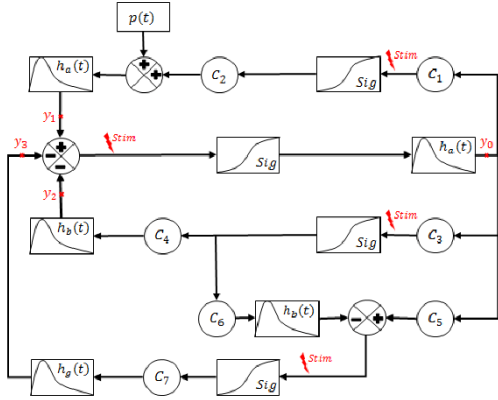 p(t)
h_a(t)
+
+
C_2
Sig
Stim
C_1
y_1
y_3
+
−
−
Stim
Sig
h_a(t)
y_0
y_2
h_b(t)
C_4
Sig
Stim
C_3
C_6
h_b(t)
−
+
C_5
h_g(t)
C_7
Sig
Stim